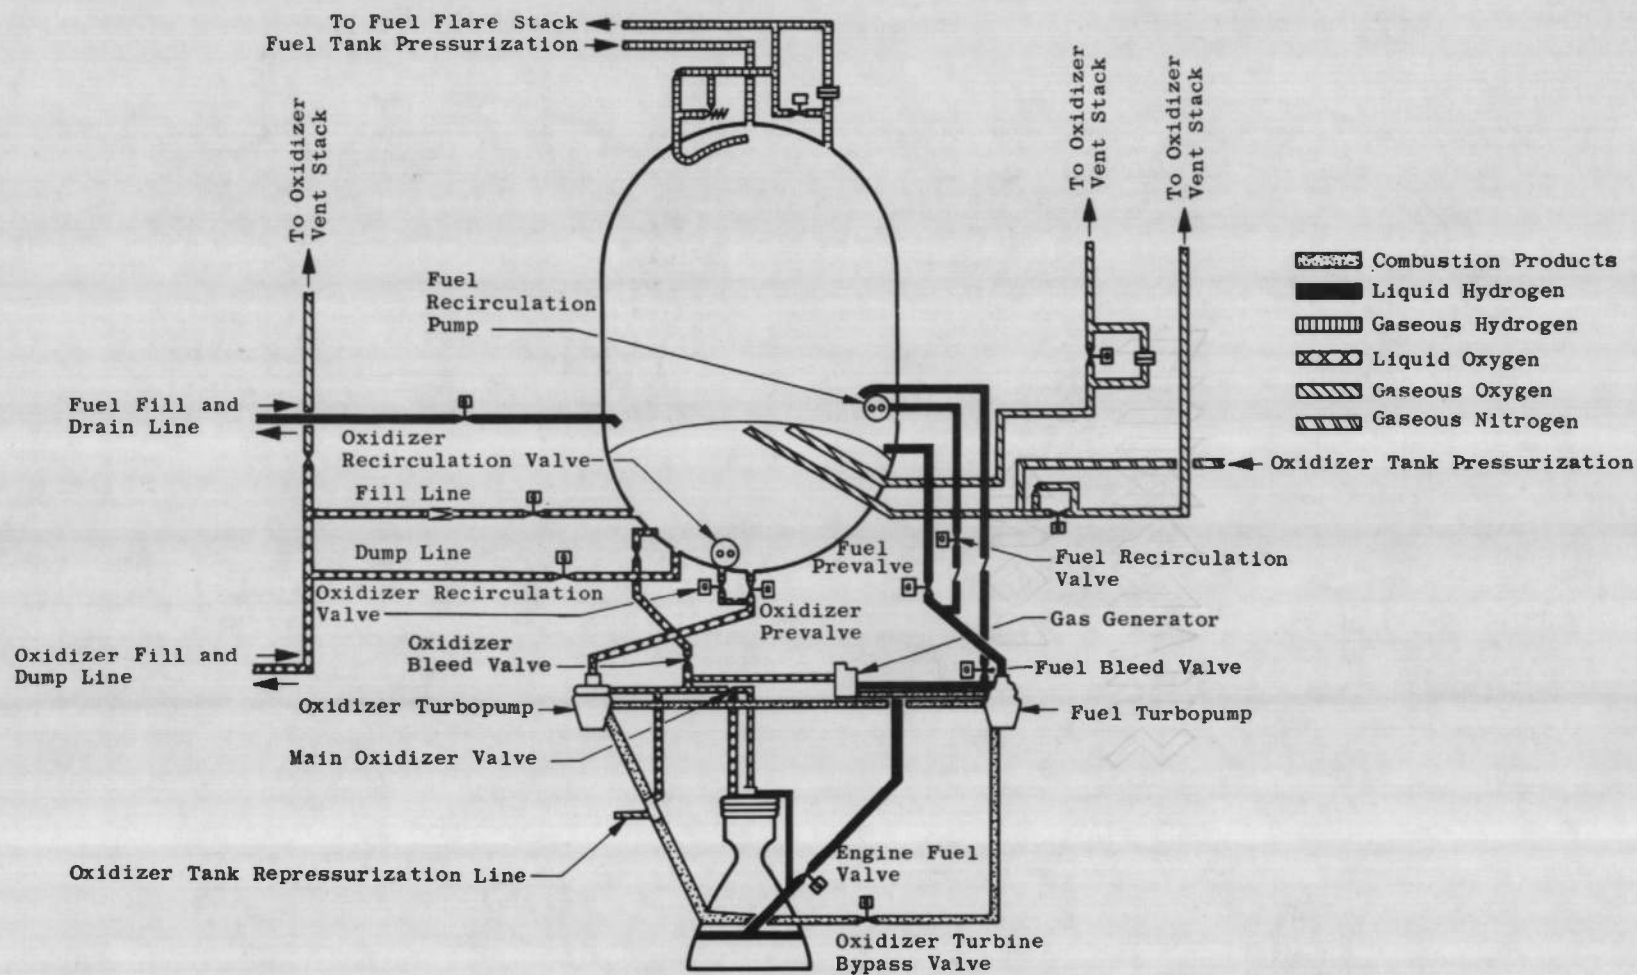 To Fuel Flare Stack
Fuel Tank Pressurization
To Oxidizer
Vent Stack
To Oxidizer
Vent Stack
To Oxidizer
Vent Stack
Fuel
Recirculation
Pump
Combustion Products
Liquid Hydrogen
Gaseous Hydrogen
Liquid Oxygen
Gaseous Oxygen
Gaseous Nitrogen
Fuel Fill and
Drain Line
Oxidizer
Recirculation Valve
Oxidizer Tank Pressurization
Fill Line
Dump Line
Fuel
Prevalve
Fuel Recirculation
Valve
Oxidizer Recirculation
Valve
Oxidizer
Prevalve
Gas Generator
Oxidizer
Bleed Valve
Oxidizer Fill and
Dump Line
Fuel Bleed Valve
Oxidizer Turbopump
Fuel Turbopump
Main Oxidizer Valve
Engine Fuel
Valve
Oxidizer Tank Repressurization Line
Oxidizer Turbine
Bypass Valve